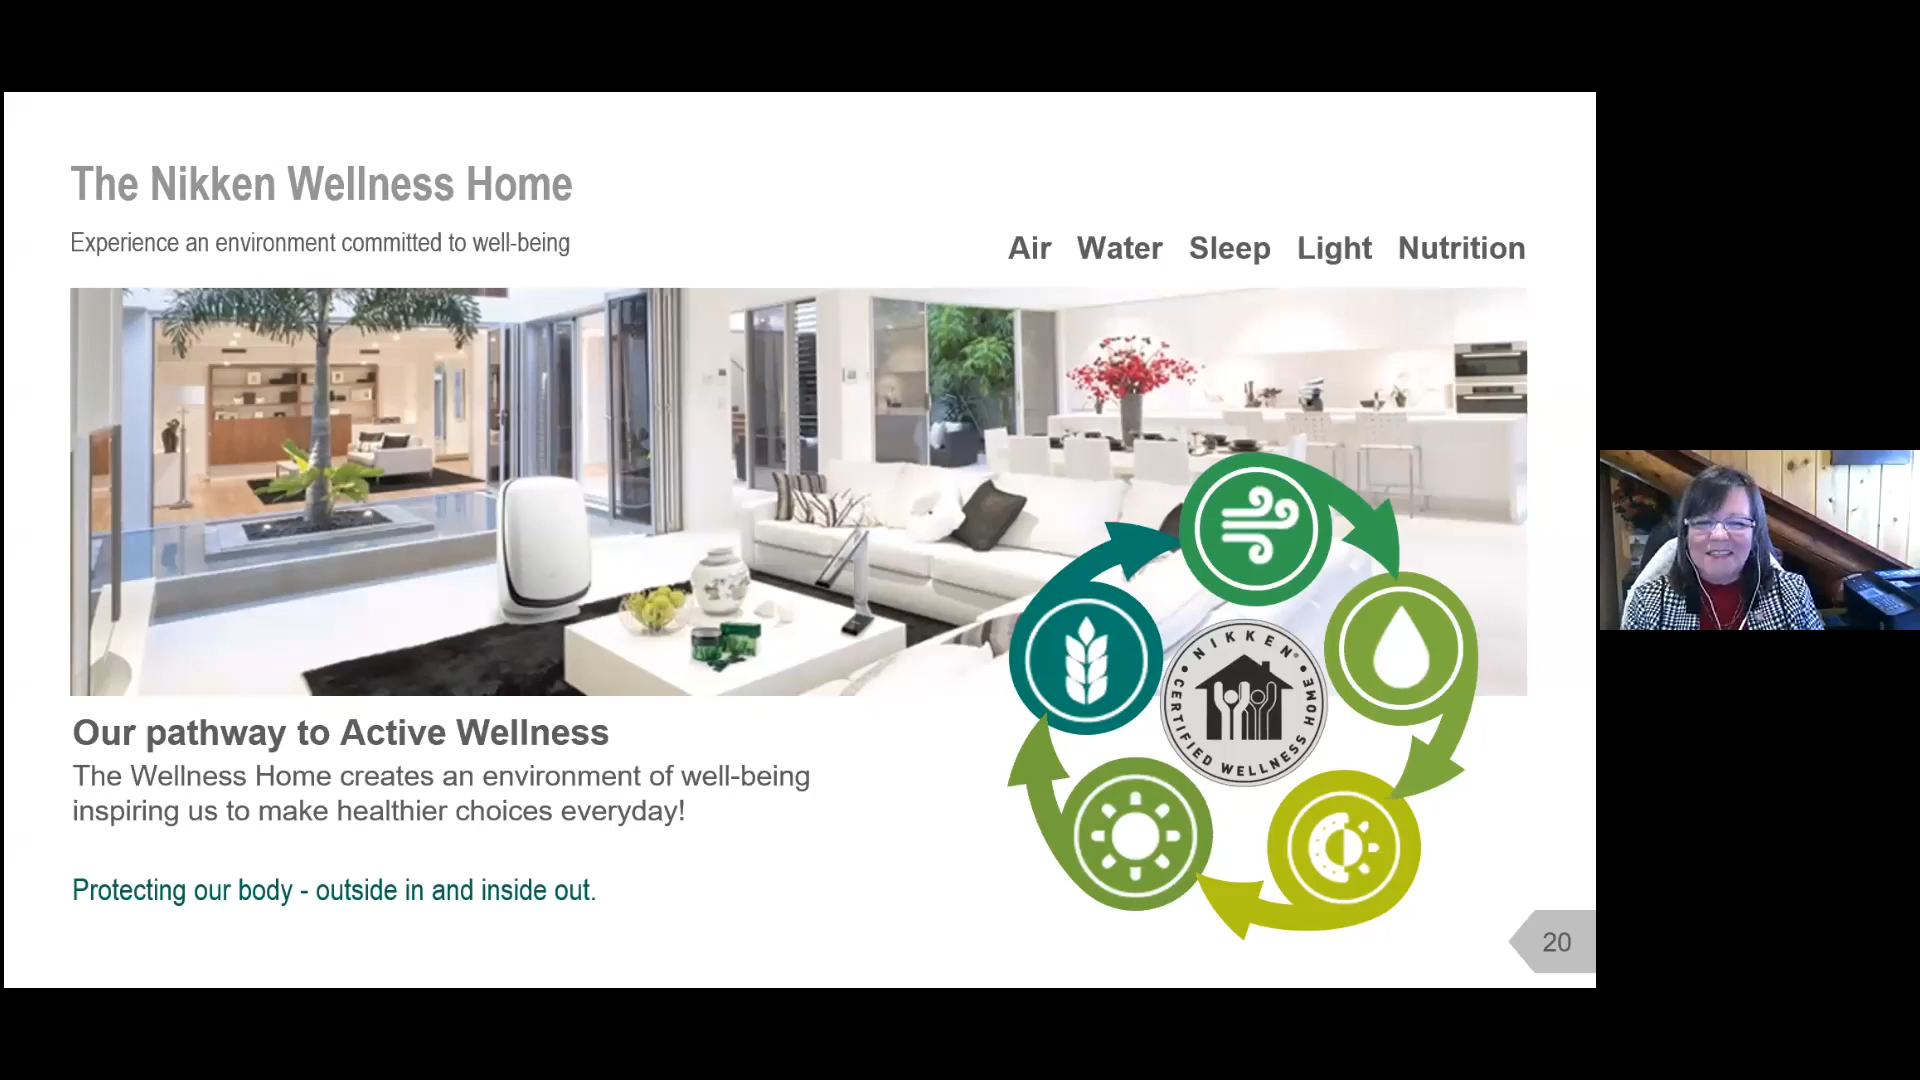 The Nikken Wellness Home
Experience an environment committed to well-being
Air Water Sleep Light Nutrition
NIKKEN®
CERTIFIED WELLNESS HOME
Our pathway to Active Wellness
The Wellness Home creates an environment of well-being
inspiring us to make healthier choices everyday!
Protecting our body - outside in and inside out.
20